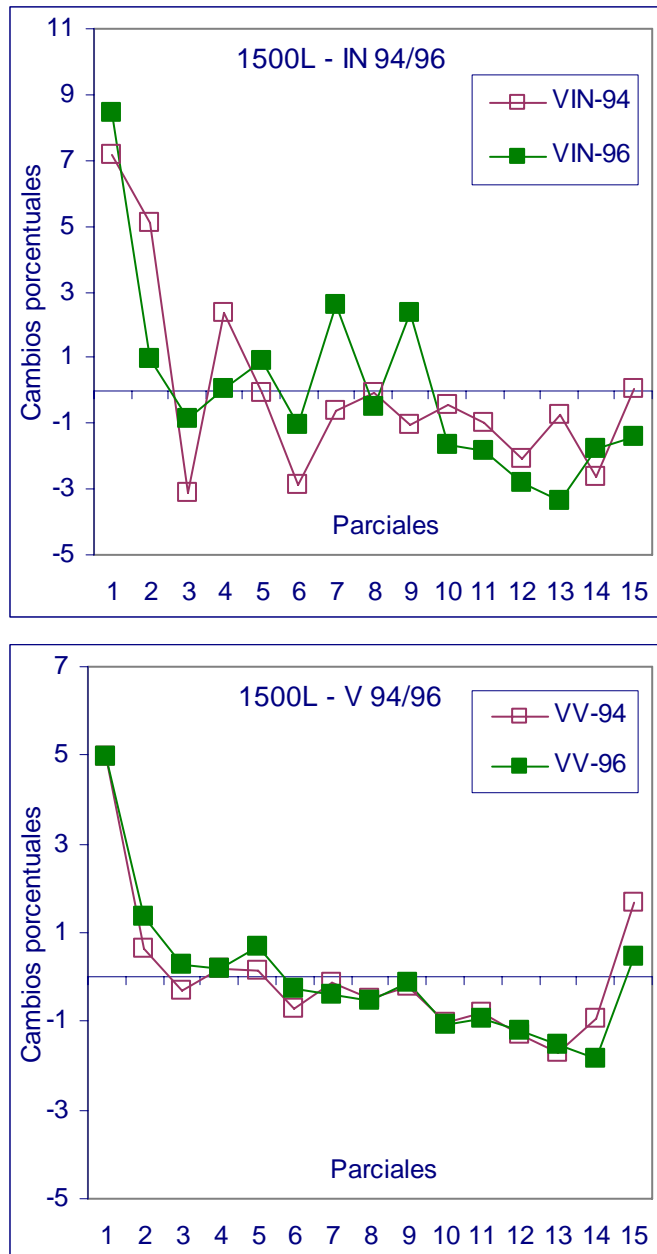 11
1500L - IN 94/96
VIN-94
9
VIN-96
7
5
3
1
-1
-3
-5
Cambios porcentuales
Parciales
1 2 3 4 5 6 7 8 9 10 11 12 13 14 15
7
1500L - V 94/96
VV-94
5
VV-96
3
1
-1
-3
-5
Cambios porcentuales
Parciales
1 2 3 4 5 6 7 8 9 10 11 12 13 14 15